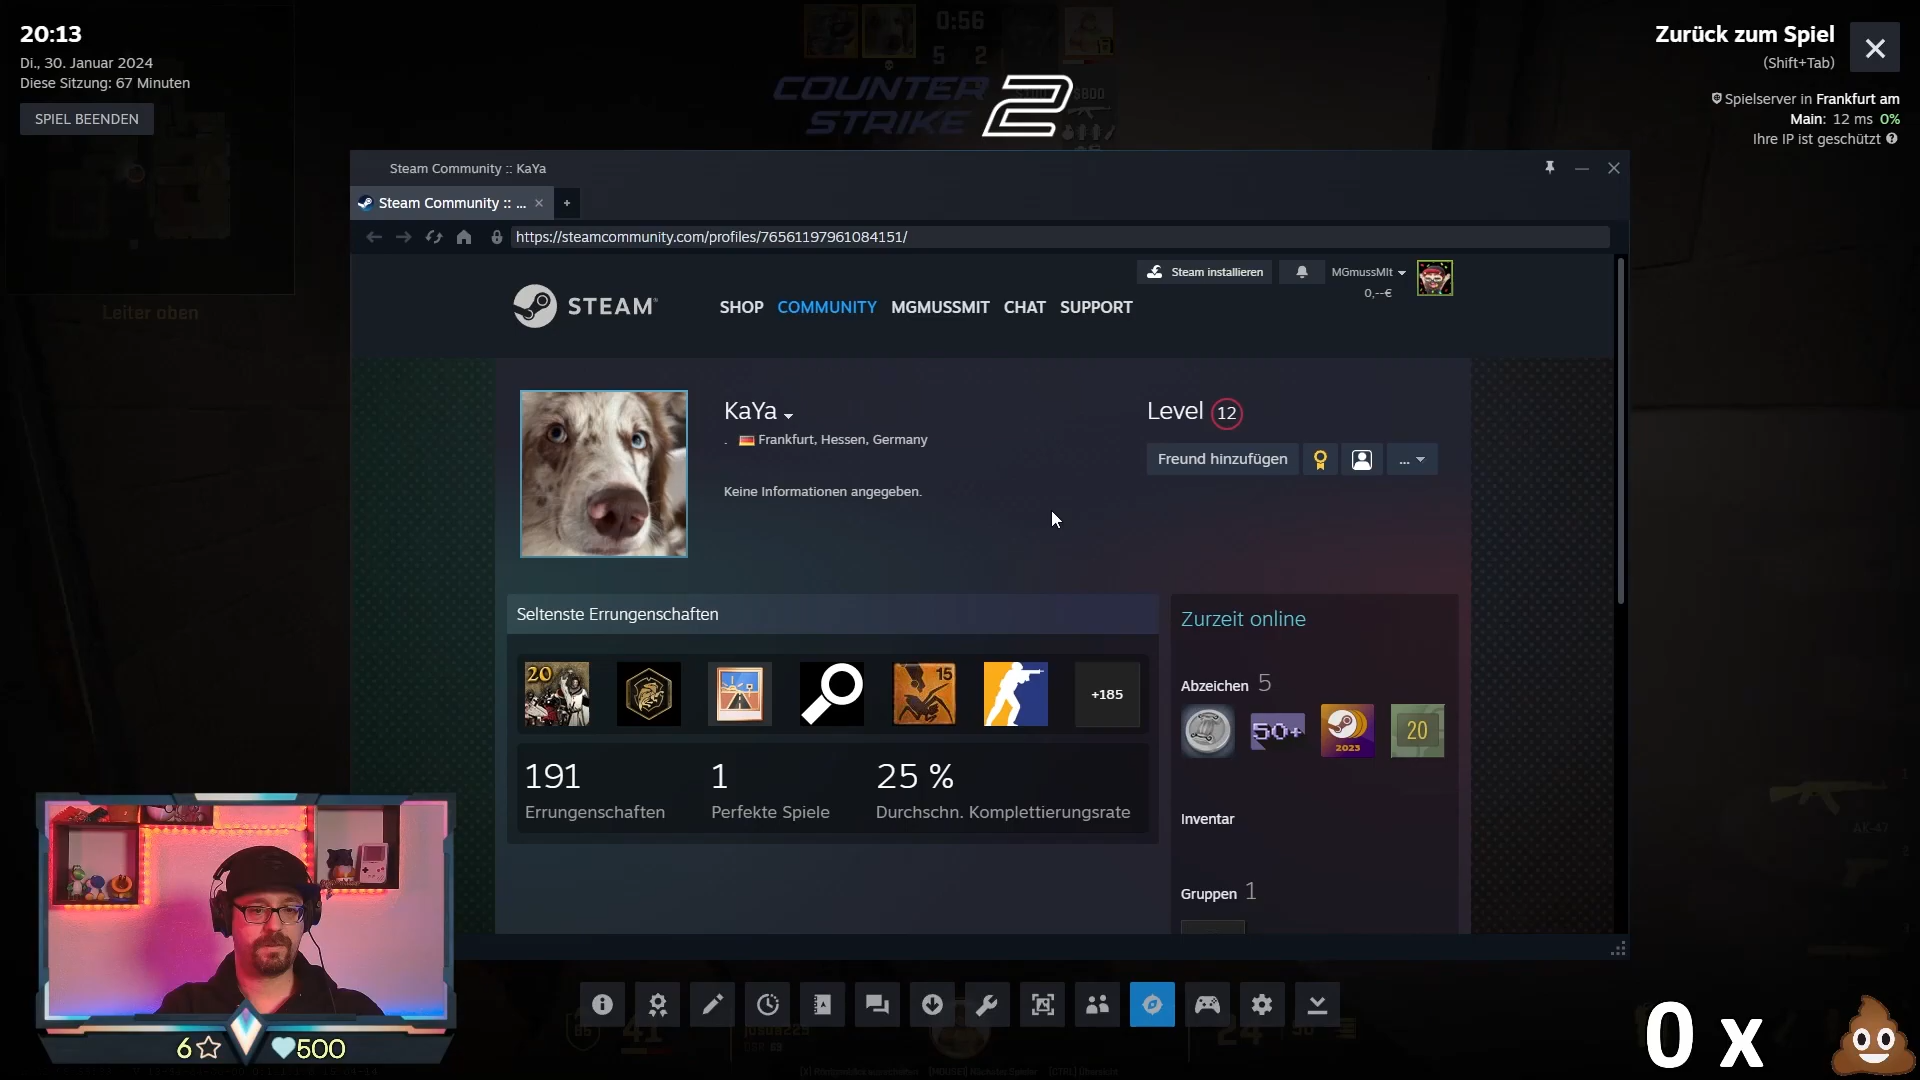 20:13
Di., 30. Januar 2024
Diese Sitzung: 67 Minuten
SPIEL BEENDEN
0:56
5 2
COUNTER
STRIKE 2
Zurück zum Spiel
(Shift+Tab)
Spielserver in Frankfurt am
Main: 12 ms 0%
Ihre IP ist geschützt
Leiter oben
Steam Community :: KaYa
Steam Community :: ...
https://steamcommunity.com/profiles/76561197961084151/
Steam installieren
MGmussMIt
0,--€
STEAM
SHOP COMMUNITY MGMUSSMIT CHAT SUPPORT
KaYa
. Frankfurt, Hessen, Germany
Keine Informationen angegeben.
Level 12
Freund hinzufügen
...
Seltenste Errungenschaften
20
15
+185
191
Errungenschaften
1
Perfekte Spiele
25 %
Durchschn. Komplettierungsrate
Zurzeit online
Abzeichen 5
50+
2023
20
Inventar
Gruppen 1
AK-47
6
500
0 x